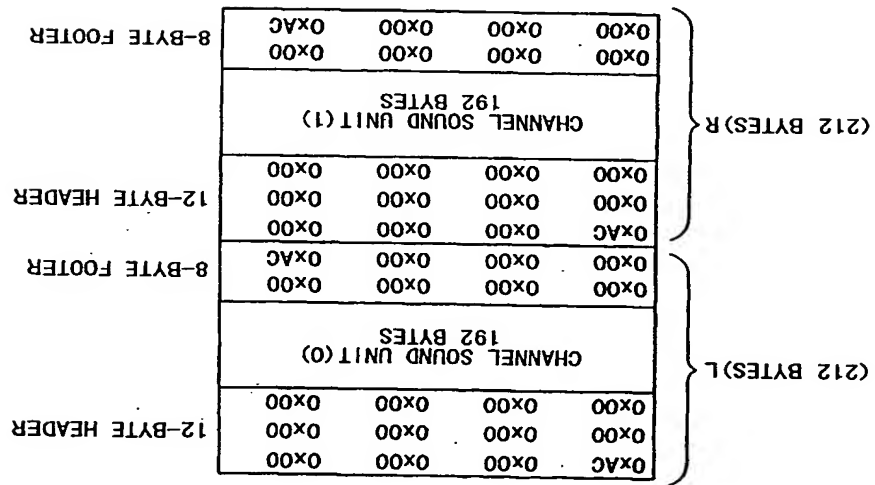 0xAC 0x00 0x00 0x00
0x00 0x00 0x00 0x00
0x00 0x00 0x00 0x00
12-BYTE HEADER
(212 BYTES)L
CHANNEL SOUND UNIT(0)
192 BYTES
0x00 0x00 0x00 0x00
0x00 0x00 0x00 0xAC
8-BYTE FOOTER
0xAC 0x00 0x00 0x00
0x00 0x00 0x00 0x00
0x00 0x00 0x00 0x00
12-BYTE HEADER
(212 BYTES)R
CHANNEL SOUND UNIT(1)
192 BYTES
0x00 0x00 0x00 0x00
0x00 0x00 0x00 0xAC
8-BYTE FOOTER